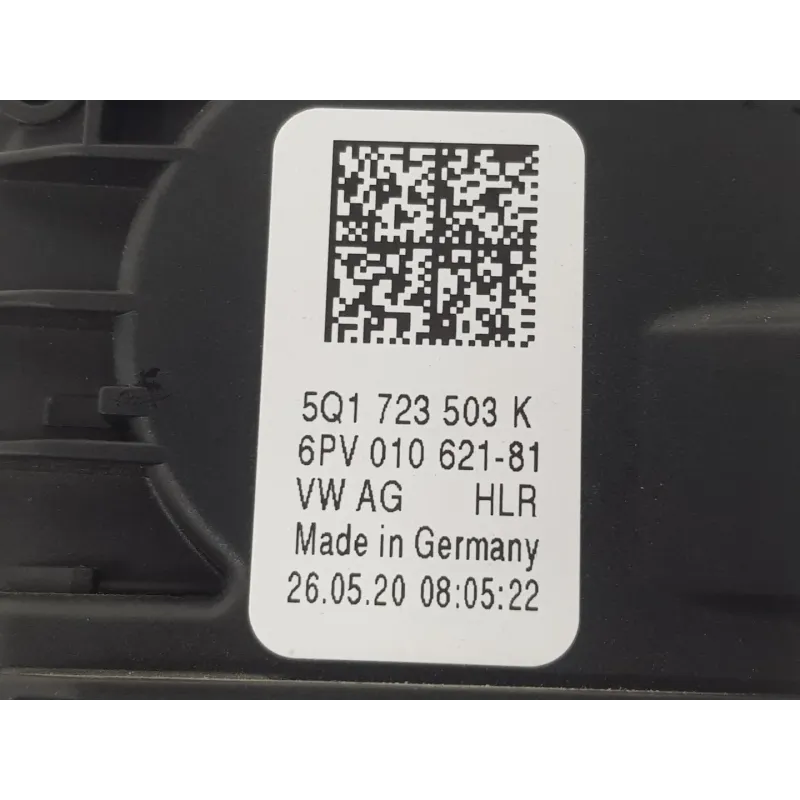 5Q1 723 503 K
6PV 010 621-81
VW AG HLR
Made in Germany
26.05.20 08:05:22